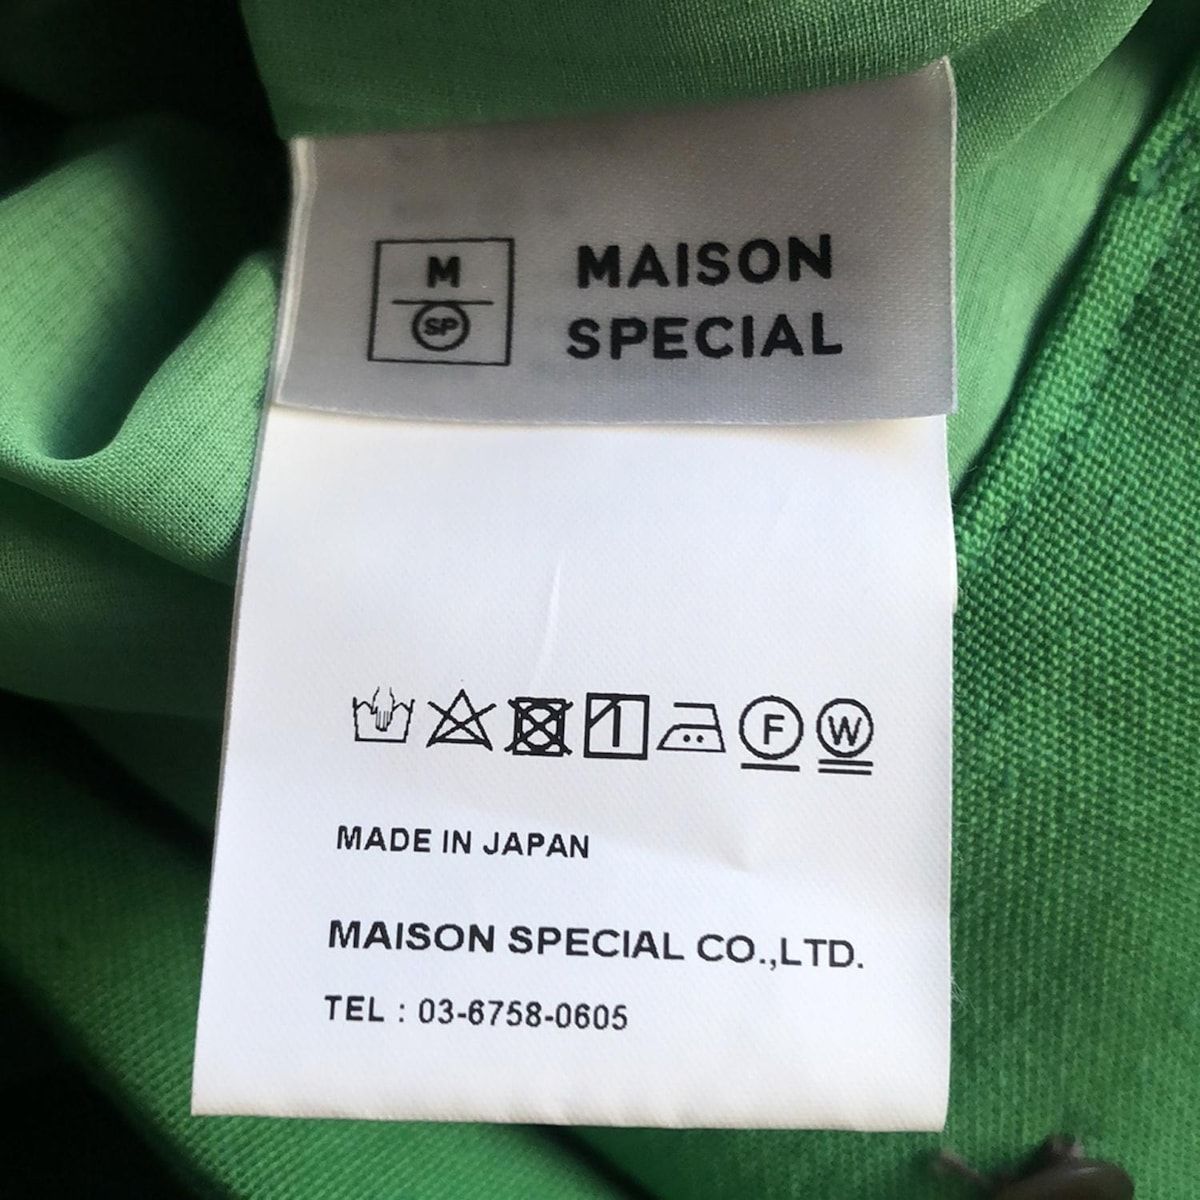 M
SP
MAISON
SPECIAL
F W
MADE IN JAPAN
MAISON SPECIAL CO.,LTD.
TEL : 03-6758-0605